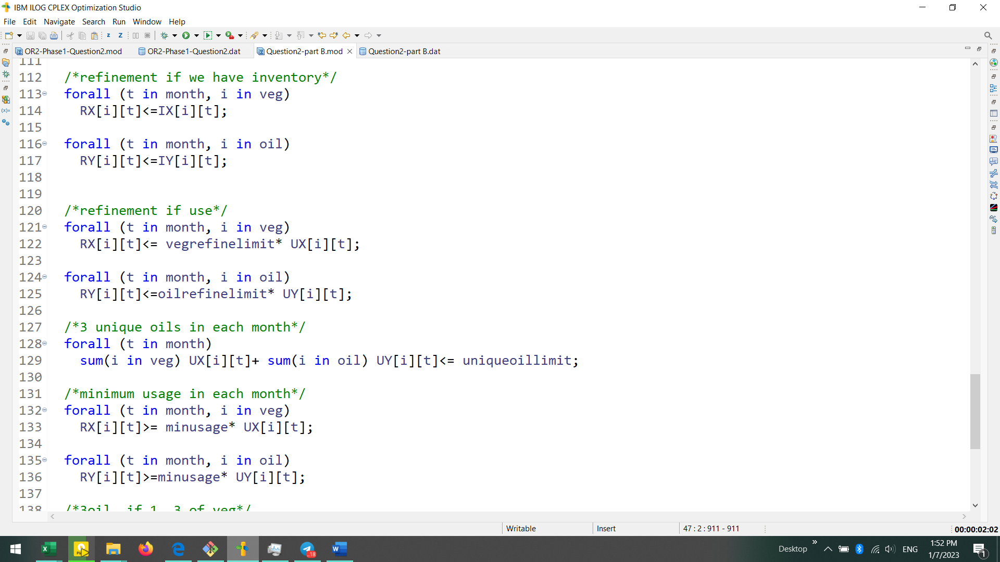 IBM ILOG CPLEX Optimization Studio
File Edit Navigate Search Run Window Help
OR2-Phase1-Question2.mod OR2-Phase1-Question2.dat Question2-part B.mod Question2-part B.dat
111
112 /*refinement if we have inventory*/
113 forall (t in month, i in veg)
114 RX[i][t]<=IX[i][t];
115
116 forall (t in month, i in oil)
117 RY[i][t]<=IY[i][t];
118
119
120 /*refinement if use*/
121 forall (t in month, i in veg)
122 RX[i][t]<= vegrefinelimit* UX[i][t];
123
124 forall (t in month, i in oil)
125 RY[i][t]<=oilrefinelimit* UY[i][t];
126
127 /*3 unique oils in each month*/
128 forall (t in month)
129 sum(i in veg) UX[i][t]+ sum(i in oil) UY[i][t]<= uniqueoillimit;
130
131 /*minimum usage in each month*/
132 forall (t in month, i in veg)
133 RX[i][t]>= minusage* UX[i][t];
134
135 forall (t in month, i in oil)
136 RY[i][t]>=minusage* UY[i][t];
137
138 /*3oil if 1 3 of veg*/
Writable Insert 47 : 2 : 911 - 911 00:00:02:02
Desktop ENG 1:52 PM
1/7/2023